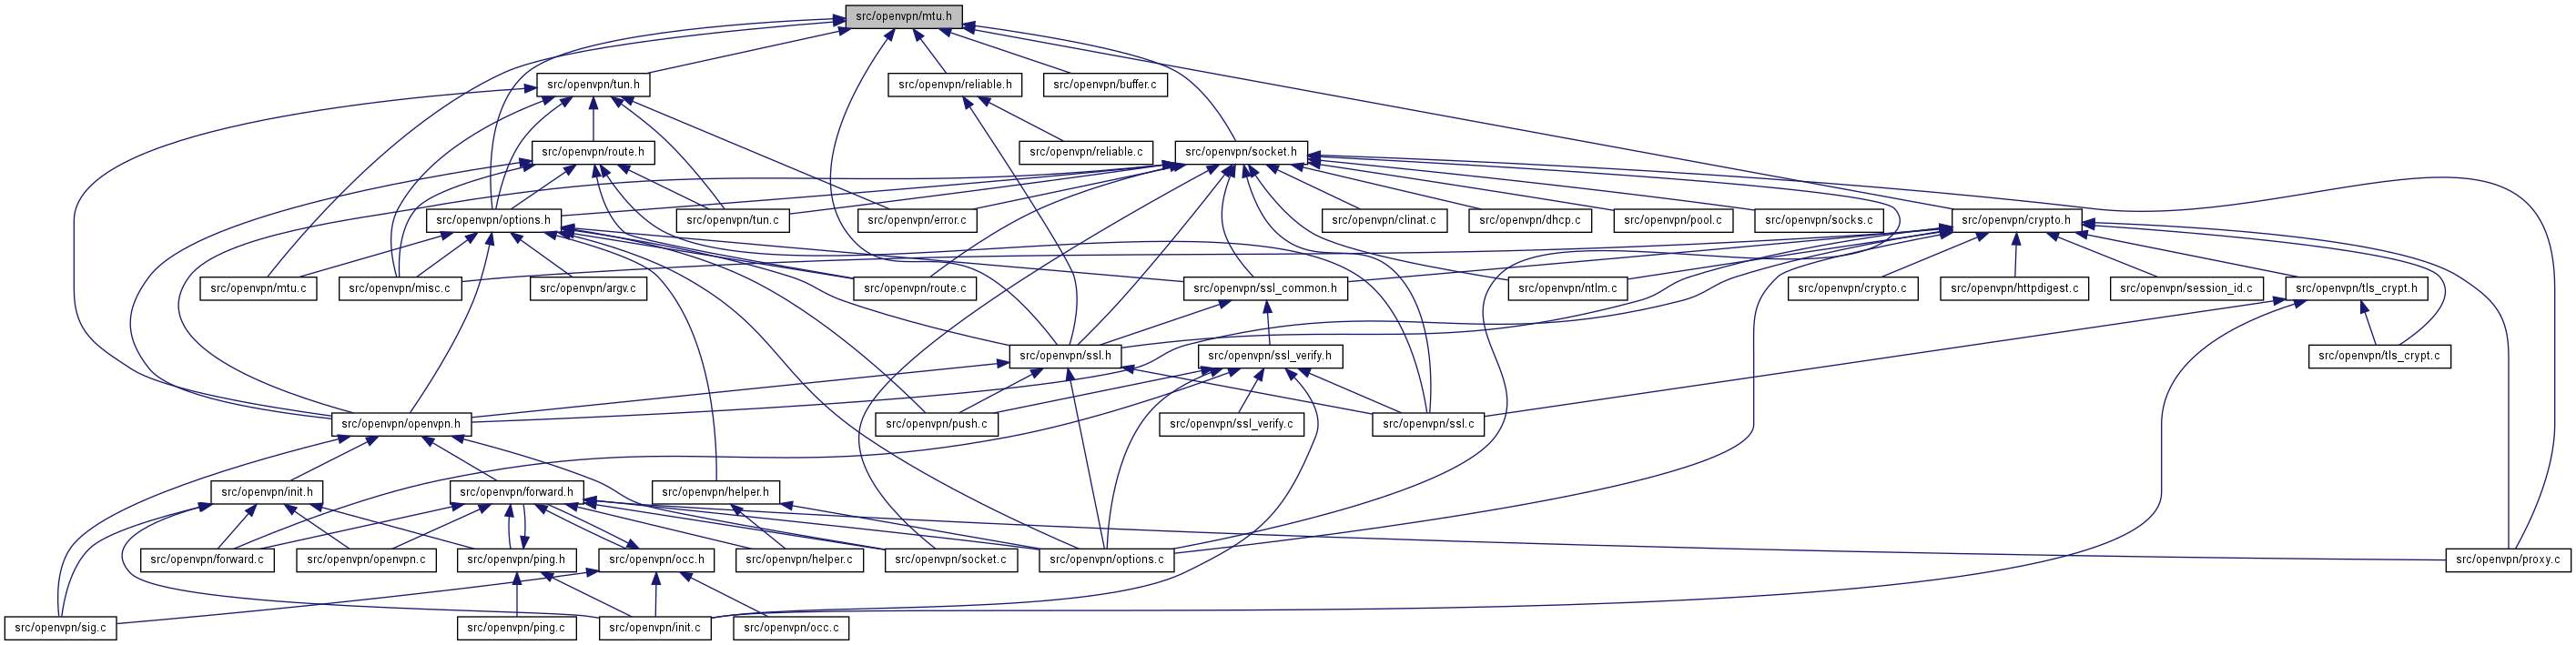 src/openvpn/mtu.h
src/openvpn/tun.h
src/openvpn/reliable.h
src/openvpn/buffer.c
src/openvpn/route.h
src/openvpn/reliable.c
src/openvpn/socket.h
src/openvpn/options.h
src/openvpn/tun.c
src/openvpn/error.c
src/openvpn/clinat.c
src/openvpn/dhcp.c
src/openvpn/pool.c
src/openvpn/socks.c
src/openvpn/crypto.h
src/openvpn/mtu.c
src/openvpn/misc.c
src/openvpn/argv.c
src/openvpn/route.c
src/openvpn/ssl_common.h
src/openvpn/ntlm.c
src/openvpn/crypto.c
src/openvpn/httpdigest.c
src/openvpn/session_id.c
src/openvpn/tls_crypt.h
src/openvpn/ssl.h
src/openvpn/ssl_verify.h
src/openvpn/tls_crypt.c
src/openvpn/openvpn.h
src/openvpn/push.c
src/openvpn/ssl_verify.c
src/openvpn/ssl.c
src/openvpn/init.h
src/openvpn/forward.h
src/openvpn/helper.h
src/openvpn/forward.c
src/openvpn/openvpn.c
src/openvpn/ping.h
src/openvpn/occ.h
src/openvpn/helper.c
src/openvpn/socket.c
src/openvpn/options.c
src/openvpn/proxy.c
src/openvpn/sig.c
src/openvpn/ping.c
src/openvpn/init.c
src/openvpn/occ.c